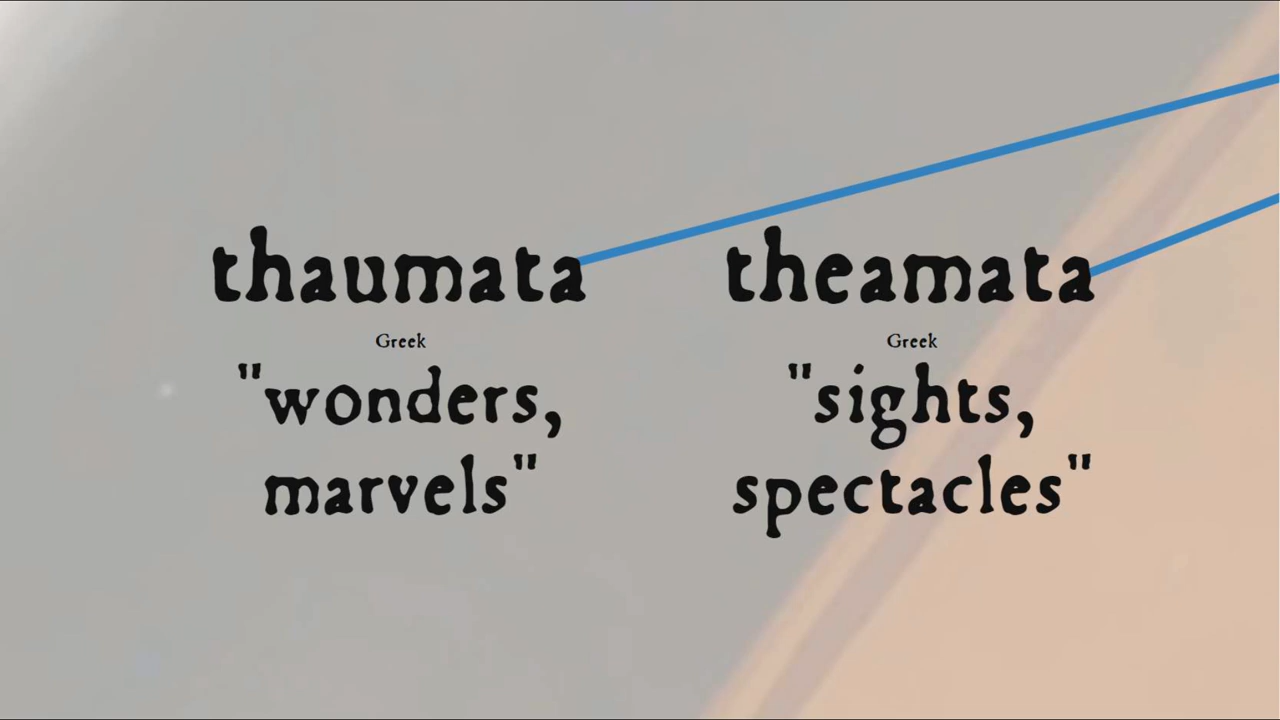 thaumata
Greek
"wonders,
marvels"
theamata
Greek
"sights,
spectacles"